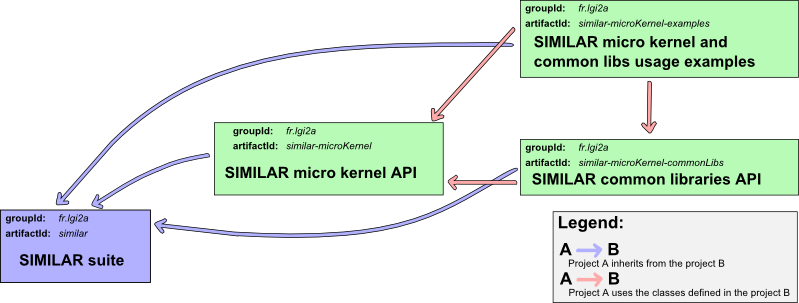 groupId: fr.lgi2a
artifactId: similar-microKernel-examples
SIMILAR micro kernel and
common libs usage examples
groupId: fr.lgi2a
artifactId: similar-microKernel
SIMILAR micro kernel API
groupId: fr.lgi2a
artifactId: similar-microKernel-commonLibs
SIMILAR common libraries API
groupId: fr.lgi2a
artifactId: similar
SIMILAR suite
Legend:
A B
Project A inherits from the project B
A B
Project A uses the classes defined in the project B